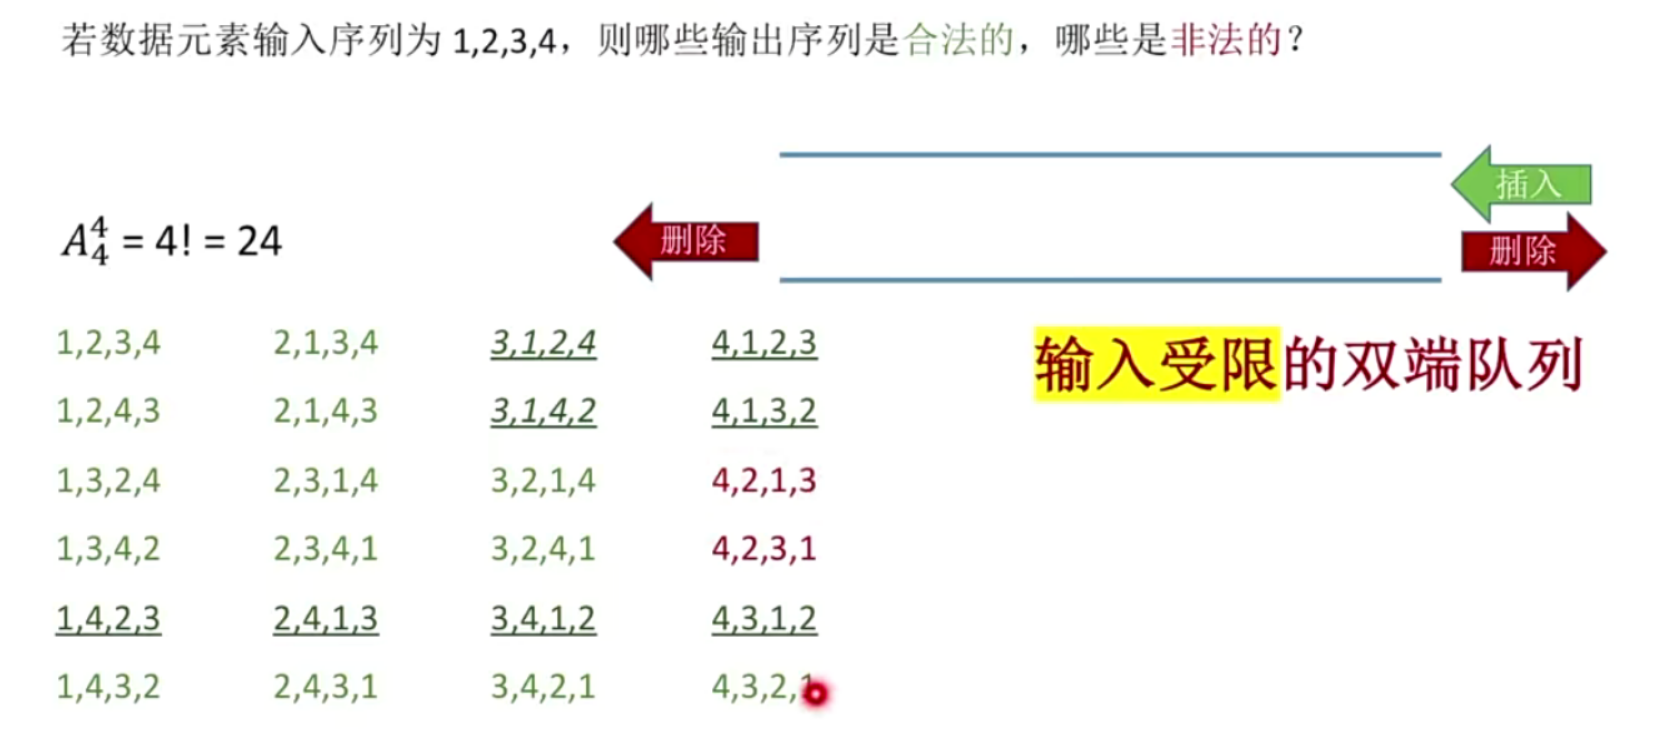 若数据元素输入序列为 1,2,3,4，则哪些输出序列是合法的，哪些是非法的？
插入
删除
删除
A₄⁴ = 4! = 24
1,2,3,4 2,1,3,4 3,1,2,4 4,1,2,3
输入受限的双端队列
1,2,4,3 2,1,4,3 3,1,4,2 4,1,3,2
1,3,2,4 2,3,1,4 3,2,1,4 4,2,1,3
1,3,4,2 2,3,4,1 3,2,4,1 4,2,3,1
1,4,2,3 2,4,1,3 3,4,1,2 4,3,1,2
1,4,3,2 2,4,3,1 3,4,2,1 4,3,2,1